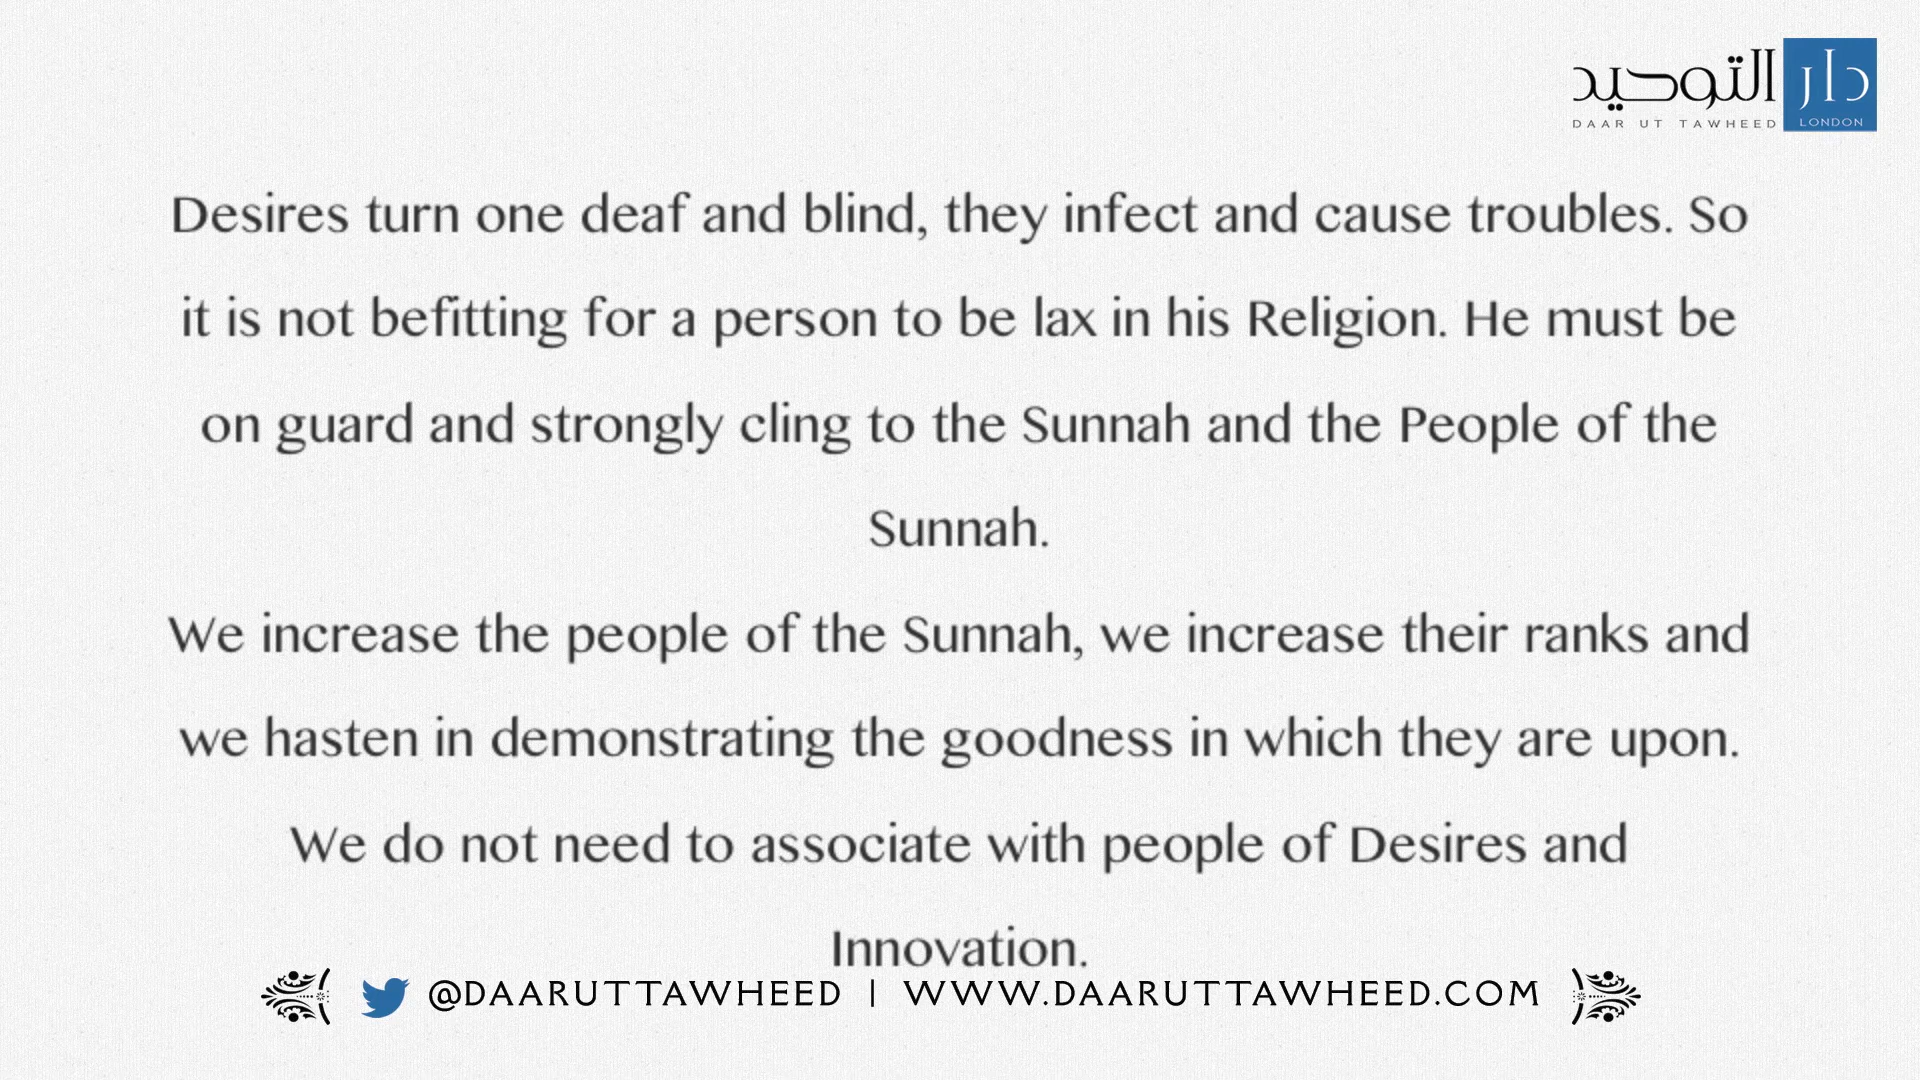 دار التوحيد
DAAR UT TAWHEED LONDON
Desires turn one deaf and blind, they infect and cause troubles. So
it is not befitting for a person to be lax in his Religion. He must be
on guard and strongly cling to the Sunnah and the People of the
Sunnah.
We increase the people of the Sunnah, we increase their ranks and
we hasten in demonstrating the goodness in which they are upon.
We do not need to associate with people of Desires and
Innovation.
@DAARUTTAWHEED | WWW.DAARUTTAWHEED.COM